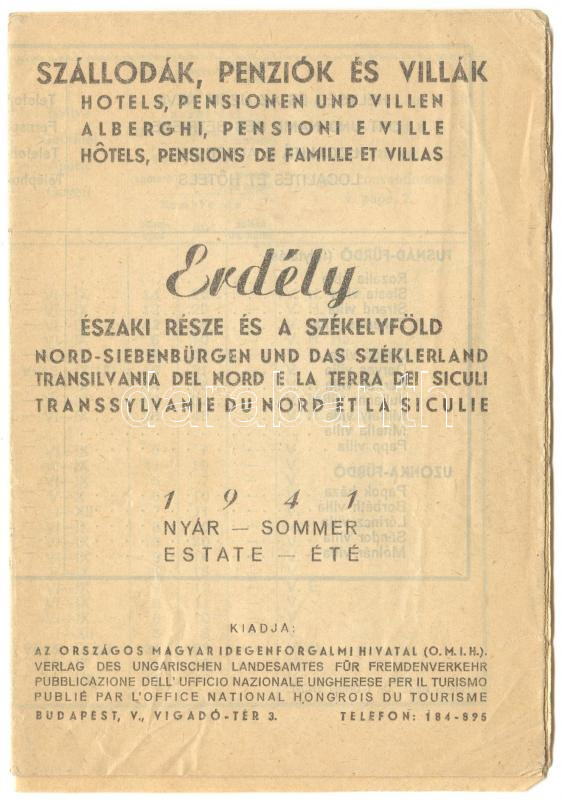 SZÁLLODÁK, PENZIÓK ÉS VILLÁK
HOTELS, PENSIONEN UND VILLEN
ALBERGHI, PENSIONI E VILLE
HÔTELS, PENSIONS DE FAMILLE ET VILLAS
Erdély
ÉSZAKI RÉSZE ÉS A SZÉKELYFÖLD
NORD-SIEBENBÜRGEN UND DAS SZÉKLERLAND
TRANSILVANIA DEL NORD E LA TERRA DEI SICULI
TRANSSYLVANIE DU NORD ET LA SICULIE
darabanth
1941
NYÁR — SOMMER
ESTATE — ÉTÉ
KIADJA:
AZ ORSZÁGOS MAGYAR IDEGENFORGALMI HIVATAL (O.M.I.H.).
VERLAG DES UNGARISCHEN LANDESAMTES FÜR FREMDENVERKEHR
PUBBLICAZIONE DELL' UFFICIO NAZIONALE UNGHERESE PER IL TURISMO
PUBLIÉ PAR L'OFFICE NATIONAL HONGROIS DU TOURISME
BUDAPEST, V., VIGADÓ-TÉR 3. TELEFON: 184-895